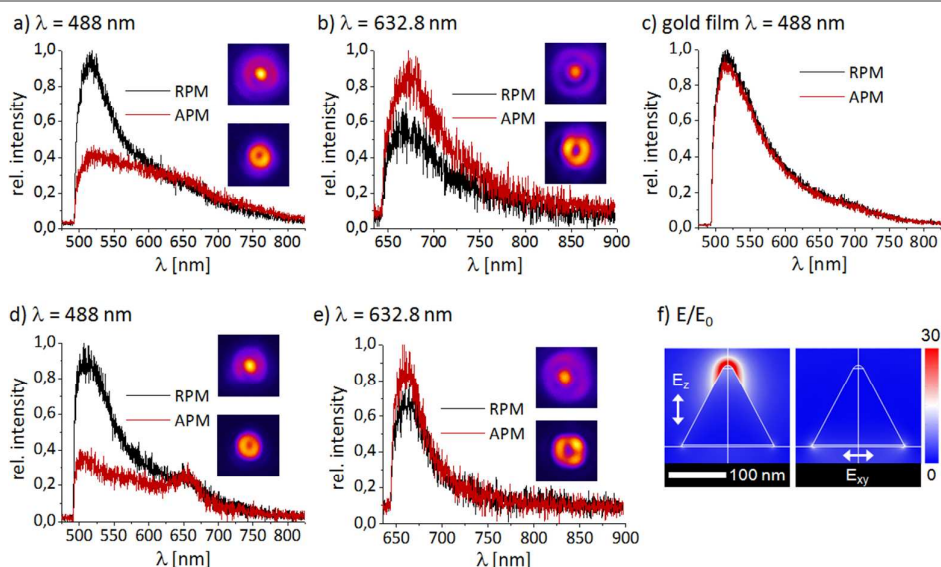 a) λ = 488 nm
rel. intensity
1,0
0,8
0,6
0,4
0,2
0,0
RPM
APM
500 550 600 650 700 750 800
λ [nm]
b) λ = 632.8 nm
rel. intensity
1,0
0,8
0,6
0,4
0,2
0,0
RPM
APM
650 700 750 800 850 900
λ [nm]
c) gold film λ = 488 nm
rel. intensity
1,0
0,8
0,6
0,4
0,2
0,0
RPM
APM
500 550 600 650 700 750 800
λ [nm]
d) λ = 488 nm
rel. intensity
1,0
0,8
0,6
0,4
0,2
0,0
RPM
APM
500 550 600 650 700 750 800
λ [nm]
e) λ = 632.8 nm
rel. intensity
1,0
0,8
0,6
0,4
0,2
0,0
RPM
APM
650 700 750 800 850 900
λ [nm]
f) E/E₀
30
E_z
E_xy
100 nm
0